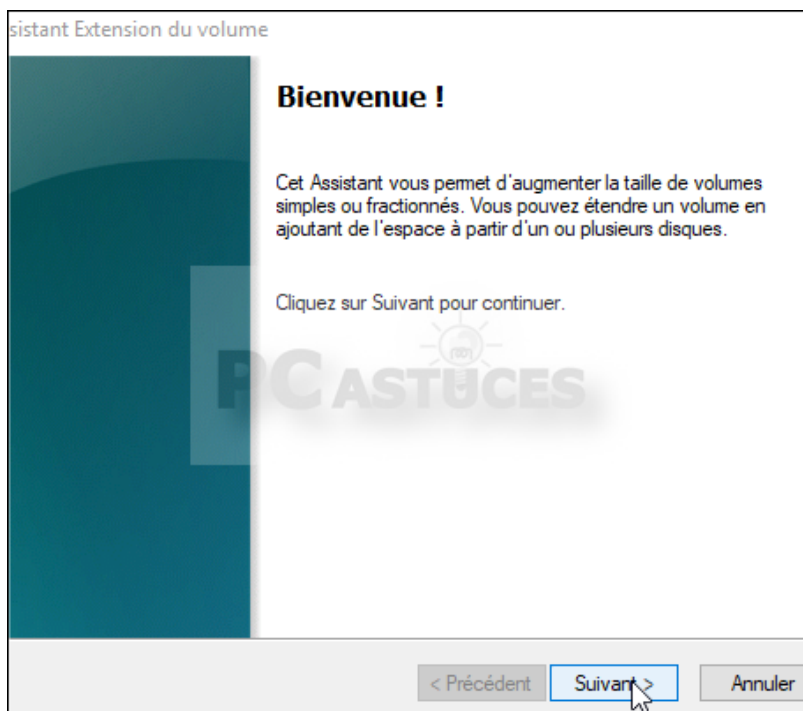 sistant Extension du volume
Bienvenue !
Cet Assistant vous permet d'augmenter la taille de volumes
simples ou fractionnés. Vous pouvez étendre un volume en
ajoutant de l'espace à partir d'un ou plusieurs disques.
Cliquez sur Suivant pour continuer.
PC ASTUCES
< Précédent Suivant > Annuler